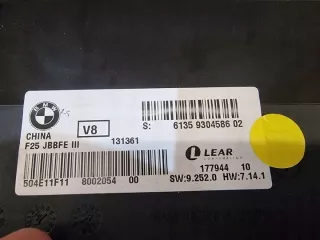 BMW
V8
S: 6135 9304586 02
CHINA
F25 JBBFE III
131361
LEAR
CORPORATION
177944 10
504E11F11 8002054 00
SW:9.252.0 HW:7.14.1